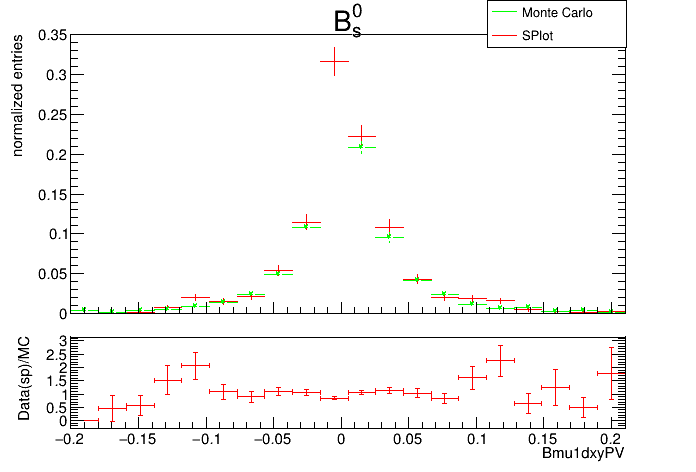 B⁰ₛ
Monte Carlo
SPlot
normalized entries
0.35
0.3
0.25
0.2
0.15
0.1
0.05
0
Data(sp)/MC
3
2.5
2
1.5
1
0.5
0
−0.2 −0.15 −0.1 −0.05 0 0.05 0.1 0.15 0.2
Bmu1dxyPV